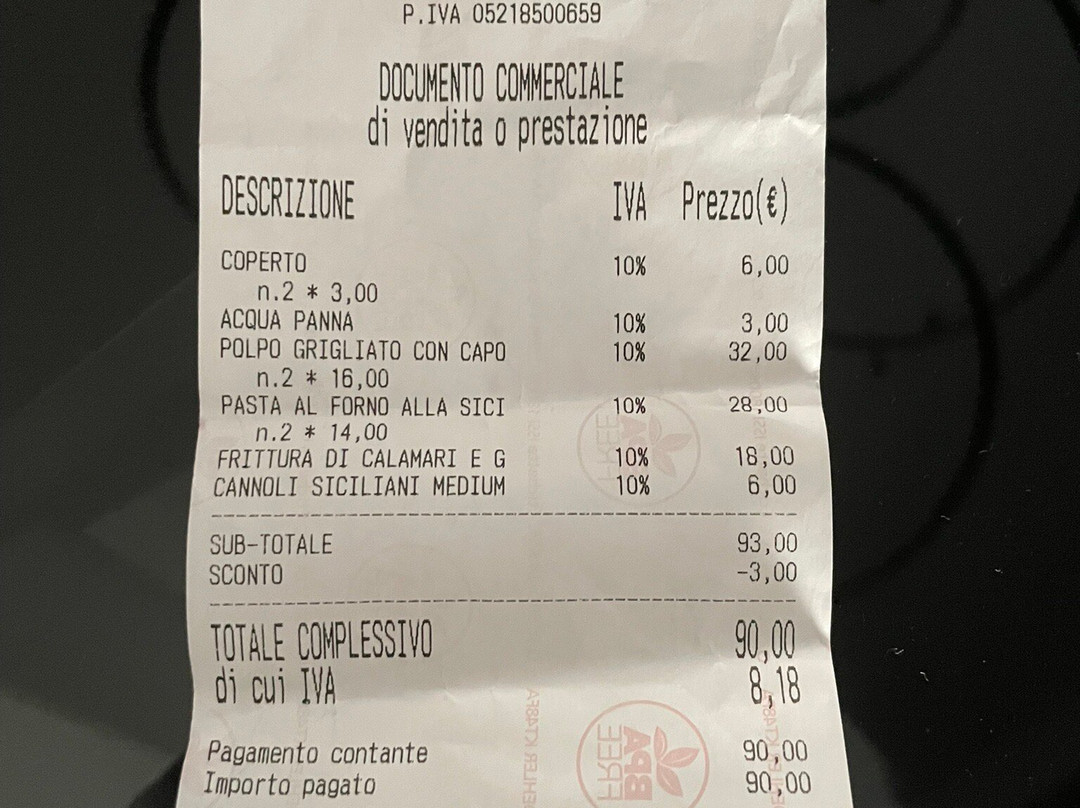 P.IVA 05218500659
DOCUMENTO COMMERCIALE
di vendita o prestazione
DESCRIZIONE IVA Prezzo(€)
COPERTO 10% 6,00
n.2 * 3,00
ACQUA PANNA 10% 3,00
POLPO GRIGLIATO CON CAPO 10% 32,00
n.2 * 16,00
PASTA AL FORNO ALLA SICI 10% 28,00
n.2 * 14,00
FRITTURA DI CALAMARI E G 10% 18,00
CANNOLI SICILIANI MEDIUM 10% 6,00
SUB-TOTALE 93,00
SCONTO -3,00
TOTALE COMPLESSIVO 90,00
di cui IVA 8,18
Pagamento contante 90,00
Importo pagato 90,00
BPA FREE
KT48FA